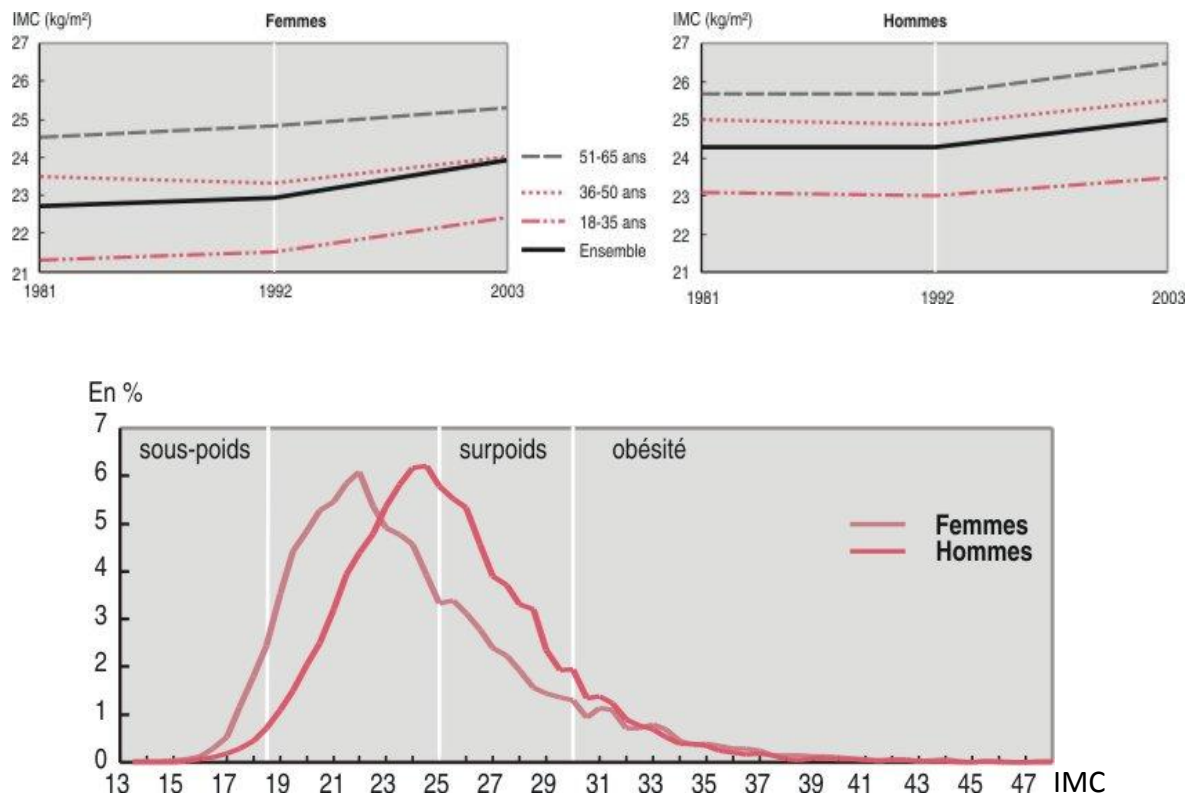 IMC (kg/m²) Femmes
27
26
25
24
23
22
21
1981 1992 2003
51-65 ans
36-50 ans
18-35 ans
Ensemble
IMC (kg/m²) Hommes
27
26
25
24
23
22
21
1981 1992 2003
En %
7
6
5
4
3
2
1
0
sous-poids surpoids obésité
Femmes
Hommes
13 15 17 19 21 23 25 27 29 31 33 35 37 39 41 43 45 47 IMC